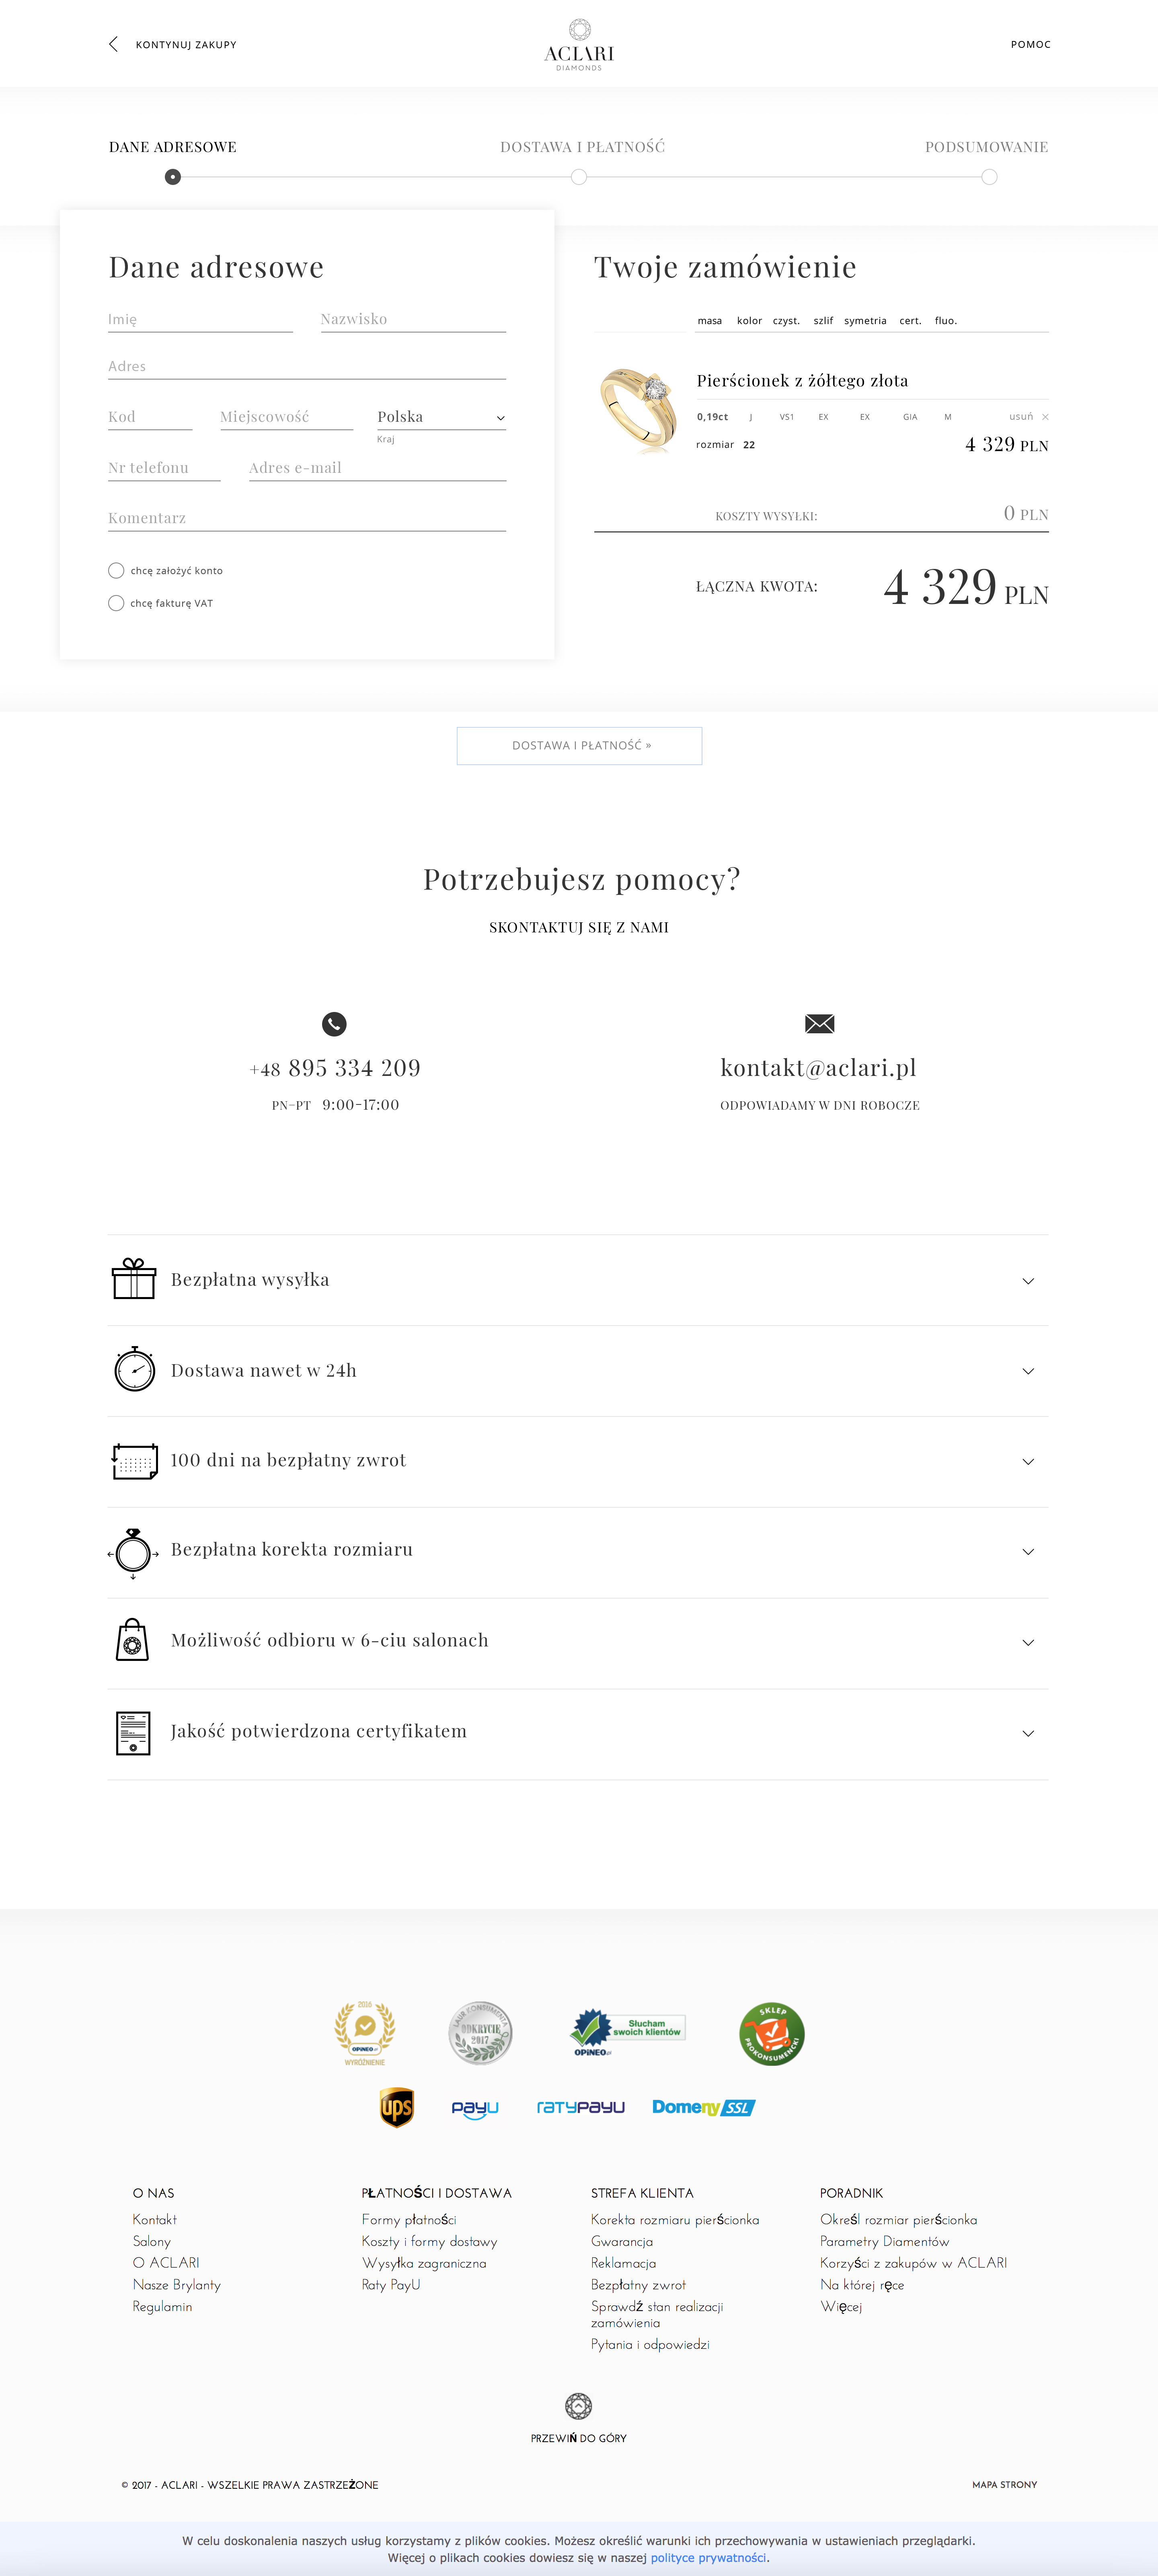 KONTYNUJ ZAKUPY
ACLARI
DIAMONDS
POMOC
DANE ADRESOWE
DOSTAWA I PŁATNOŚĆ
PODSUMOWANIE
Dane adresowe
Imię
Nazwisko
Adres
Kod
Miejscowość
Polska
Kraj
Nr telefonu
Adres e-mail
Komentarz
chcę założyć konto
chcę fakturę VAT
Twoje zamówienie
masa kolor czyst. szlif symetria cert. fluo.
Pierścionek z żółtego złota
0,19ct J VS1 EX EX GIA M usuń ×
rozmiar 22
4 329 PLN
KOSZTY WYSYŁKI: 0 PLN
ŁĄCZNA KWOTA: 4 329 PLN
DOSTAWA I PŁATNOŚĆ »
Potrzebujesz pomocy?
SKONTAKTUJ SIĘ Z NAMI
+48 895 334 209
PN-PT 9:00-17:00
kontakt@aclari.pl
ODPOWIADAMY W DNI ROBOCZE
Bezpłatna wysyłka
Dostawa nawet w 24h
100 dni na bezpłatny zwrot
Bezpłatna korekta rozmiaru
Możliwość odbioru w 6-ciu salonach
Jakość potwierdzona certyfikatem
2016
OPINEO.pl
WYRÓŻNIENIE
LAUR KONSUMENTA
ODKRYCIE
2017
Słucham
swoich klientów
OPINEO.pl
SKLEP
PROKONSUMENCKI
ups
PayU
RATYPAYU
Domeny SSL
O NAS
Kontakt
Salony
O ACLARI
Nasze Brylanty
Regulamin
PŁATNOŚCI I DOSTAWA
Formy płatności
Koszty i formy dostawy
Wysyłka zagraniczna
Raty PayU
STREFA KLIENTA
Korekta rozmiaru pierścionka
Gwarancja
Reklamacja
Bezpłatny zwrot
Sprawdź stan realizacji
zamówienia
Pytania i odpowiedzi
PORADNIK
Określ rozmiar pierścionka
Parametry Diamentów
Korzyści z zakupów w ACLARI
Na której ręce
Więcej
PRZEWIŃ DO GÓRY
© 2017 - ACLARI - WSZELKIE PRAWA ZASTRZEŻONE
MAPA STRONY
W celu doskonalenia naszych usług korzystamy z plików cookies. Możesz określić warunki ich przechowywania w ustawieniach przeglądarki.
Więcej o plikach cookies dowiesz się w naszej polityce prywatności.